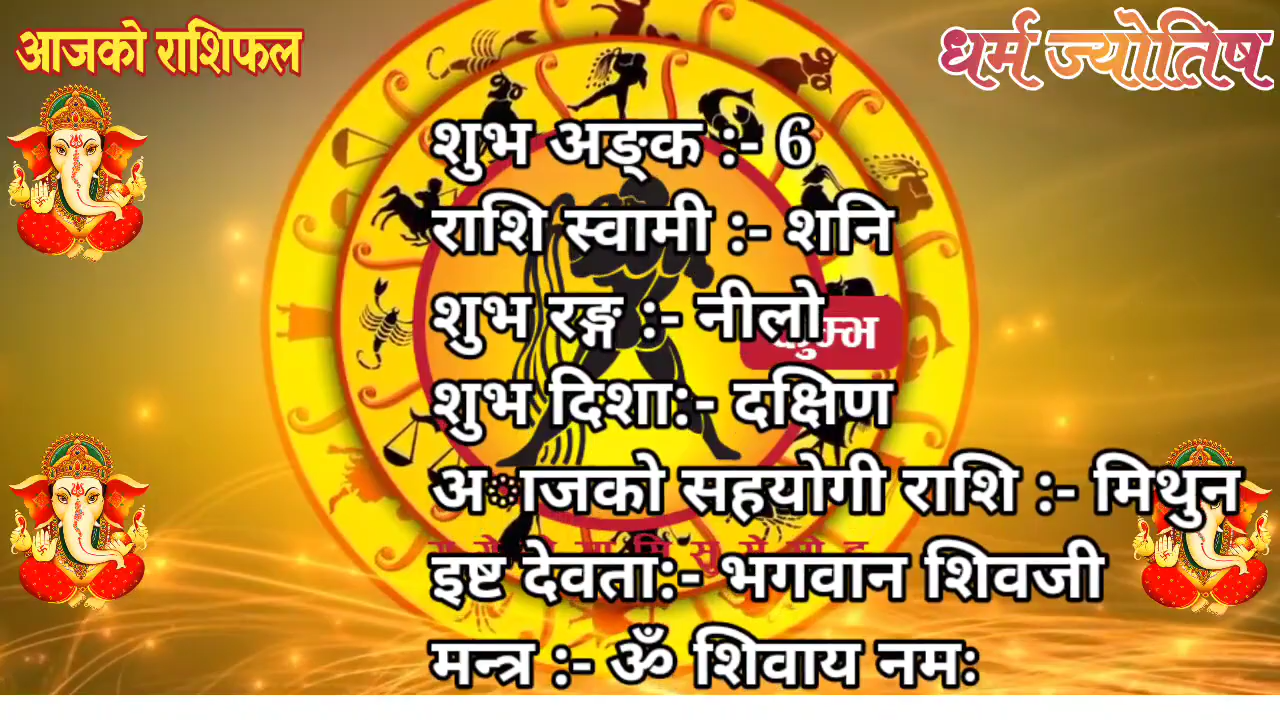 आजको राशिफल
धर्म ज्योतिष
शुभ अङ्क :- 6
राशि स्वामी :- शनि
शुभ रङ्ग :- नीलो
शुभ दिशा:- दक्षिण
अाजको सहयोगी राशि :- मिथुन
इष्ट देवता:- भगवान शिवजी
मन्त्र :- ॐ शिवाय नमः